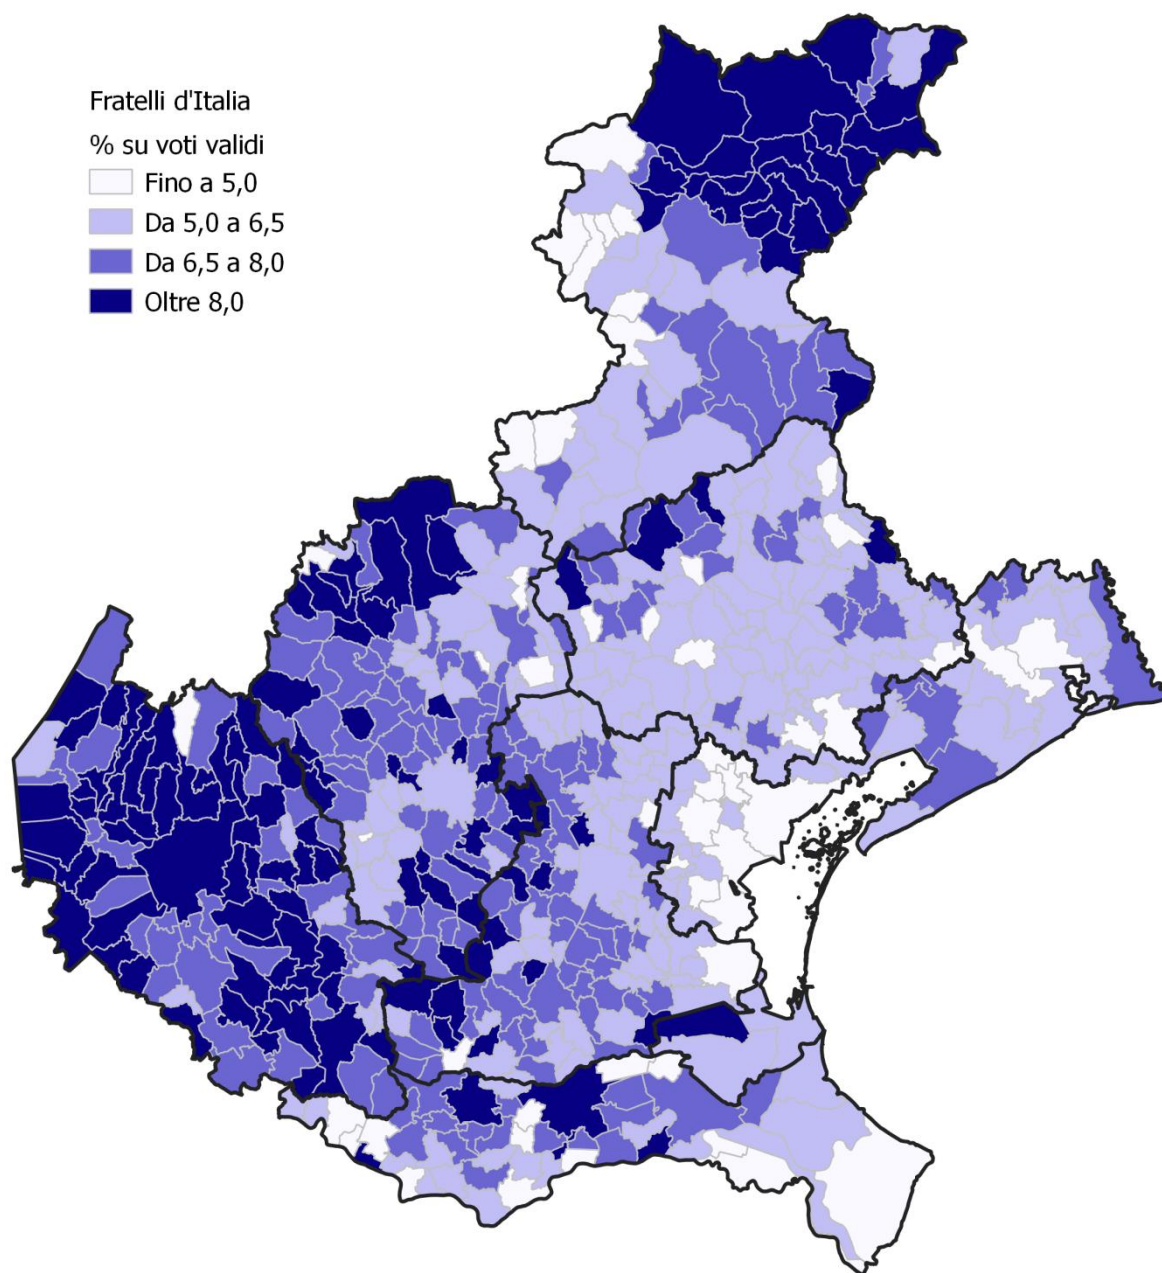 Fratelli d'Italia
% su voti validi
Fino a 5,0
Da 5,0 a 6,5
Da 6,5 a 8,0
Oltre 8,0